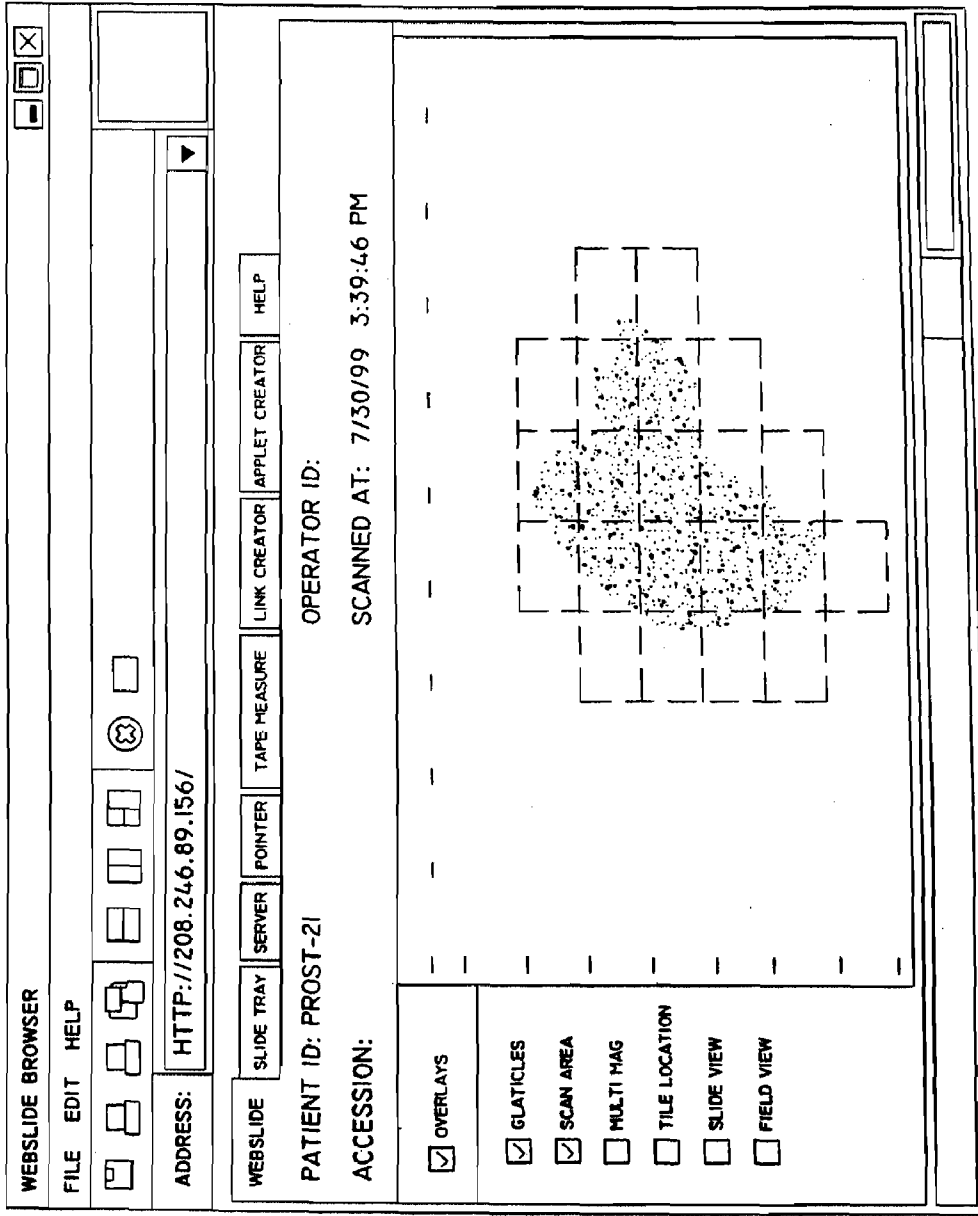 WEBSLIDE BROWSER
FILE EDIT HELP
ADDRESS: HTTP://208.246.89.156/
WEBSLIDE SLIDE TRAY SERVER POINTER TAPE MEASURE LINK CREATOR APPLET CREATOR HELP
PATIENT ID: PROST-21 OPERATOR ID:
ACCESSION: SCANNED AT: 7/30/99 3:39:46 PM
OVERLAYS
GLATICLES
SCAN AREA
MULTI MAG
TILE LOCATION
SLIDE VIEW
FIELD VIEW